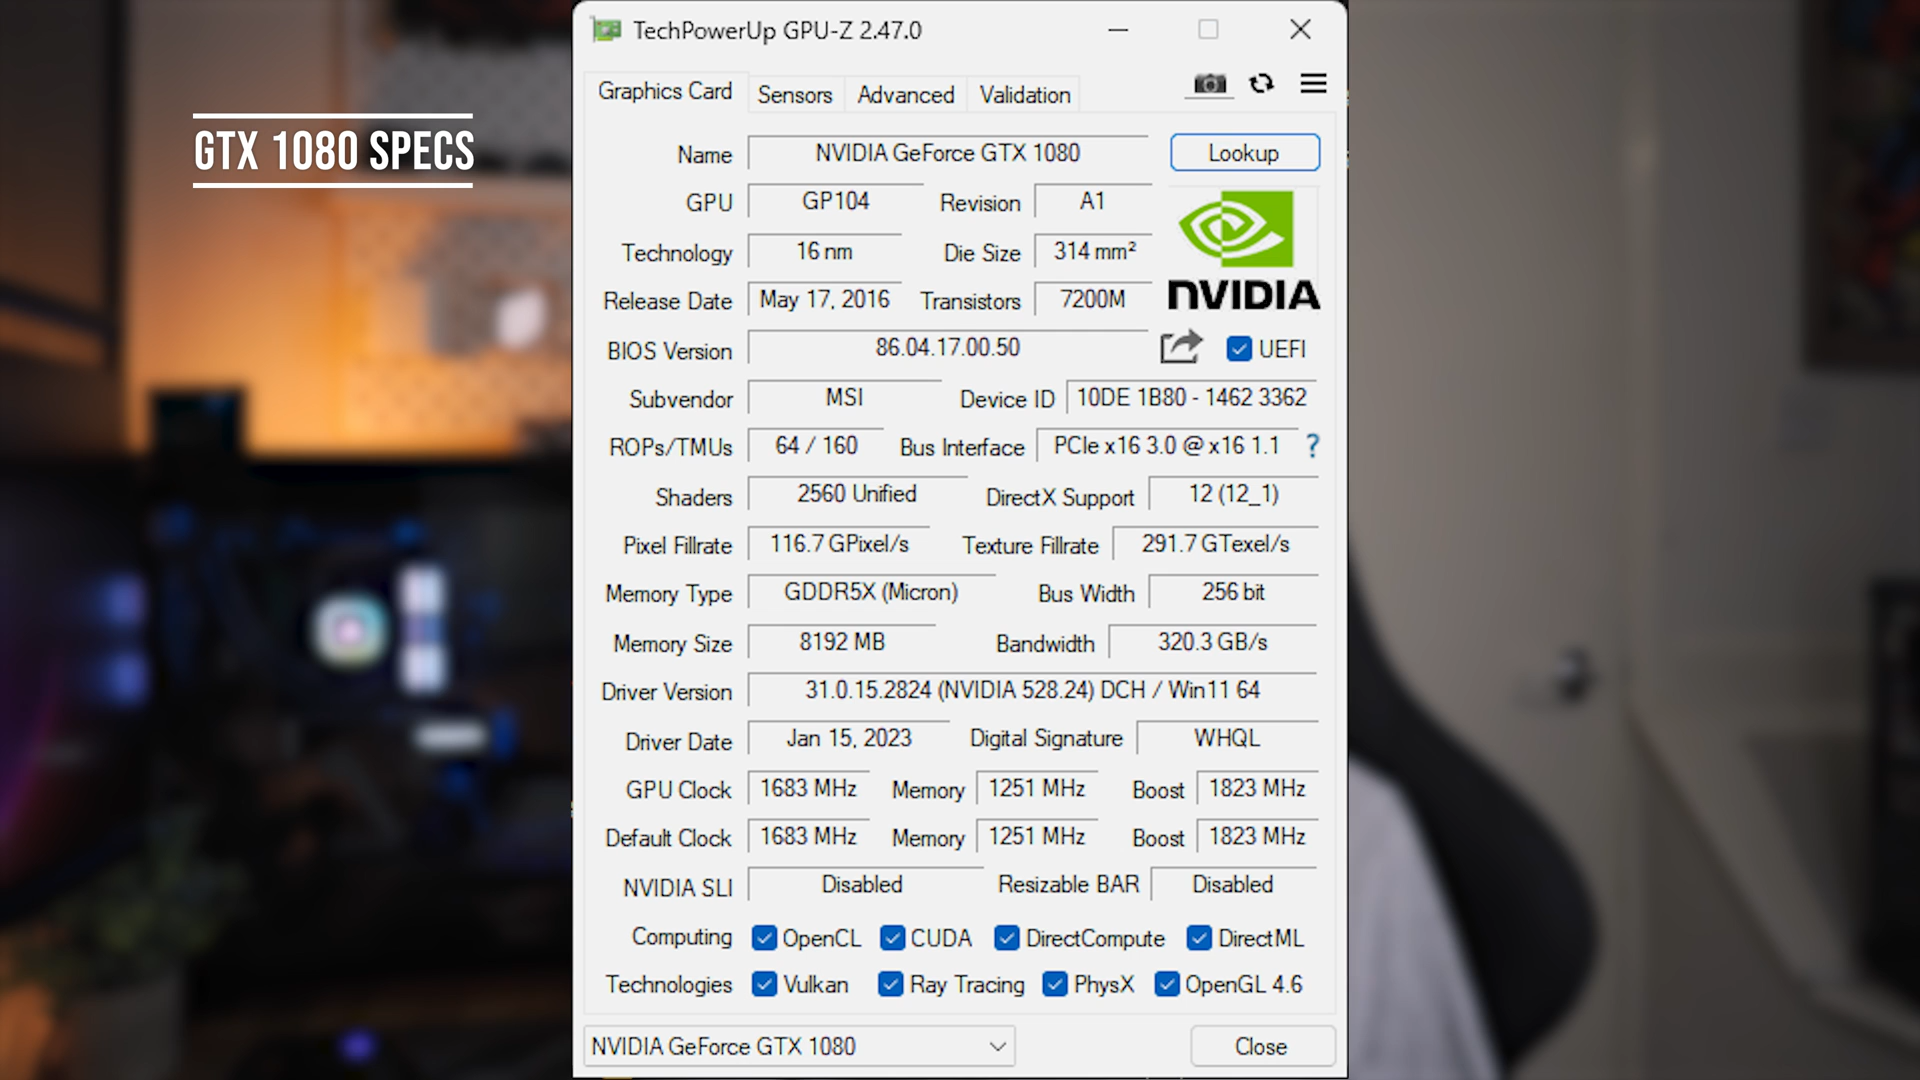 TechPowerUp GPU-Z 2.47.0
Graphics Card Sensors Advanced Validation
GTX 1080 SPECS
Name NVIDIA GeForce GTX 1080 Lookup
GPU GP104 Revision A1
Technology 16 nm Die Size 314 mm²
NVIDIA
Release Date May 17, 2016 Transistors 7200M
BIOS Version 86.04.17.00.50 UEFI
Subvendor MSI Device ID 10DE 1B80 - 1462 3362
ROPs/TMUs 64 / 160 Bus Interface PCIe x16 3.0 @ x16 1.1 ?
Shaders 2560 Unified DirectX Support 12 (12_1)
Pixel Fillrate 116.7 GPixel/s Texture Fillrate 291.7 GTexel/s
Memory Type GDDR5X (Micron) Bus Width 256 bit
Memory Size 8192 MB Bandwidth 320.3 GB/s
Driver Version 31.0.15.2824 (NVIDIA 528.24) DCH / Win11 64
Driver Date Jan 15, 2023 Digital Signature WHQL
GPU Clock 1683 MHz Memory 1251 MHz Boost 1823 MHz
Default Clock 1683 MHz Memory 1251 MHz Boost 1823 MHz
NVIDIA SLI Disabled Resizable BAR Disabled
Computing OpenCL CUDA DirectCompute DirectML
Technologies Vulkan Ray Tracing PhysX OpenGL 4.6
NVIDIA GeForce GTX 1080 Close